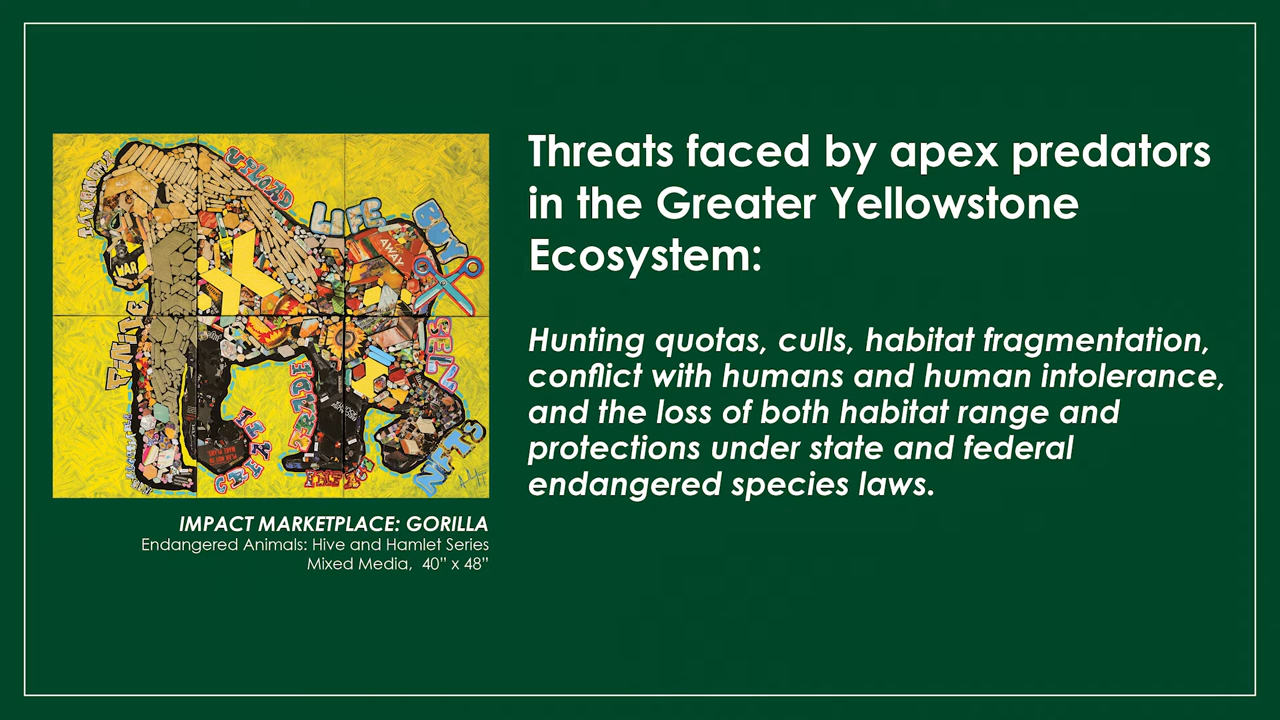 UPLOAD
LIFE
BUY
AWAY
WAR
SELL
TRADE
NFTs
Threats faced by apex predators
in the Greater Yellowstone
Ecosystem:
Hunting quotas, culls, habitat fragmentation,
conflict with humans and human intolerance,
and the loss of both habitat range and
protections under state and federal
endangered species laws.
IMPACT MARKETPLACE: GORILLA
Endangered Animals: Hive and Hamlet Series
Mixed Media, 40” x 48”